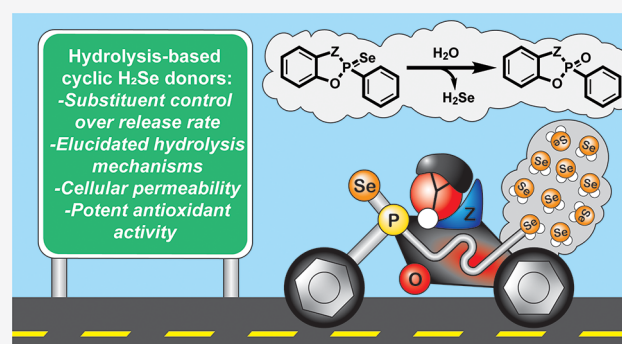 Hydrolysis-based
cyclic H₂Se donors:
-Substituent control
over release rate
-Elucidated hydrolysis
mechanisms
-Cellular permeability
-Potent antioxidant
activity
Z
P Se
O
H₂O
H₂Se
Z
P O
O
Se
P
Z
O
Se
Se
Se
Se
Se
Se
Se
Se
Se
Se